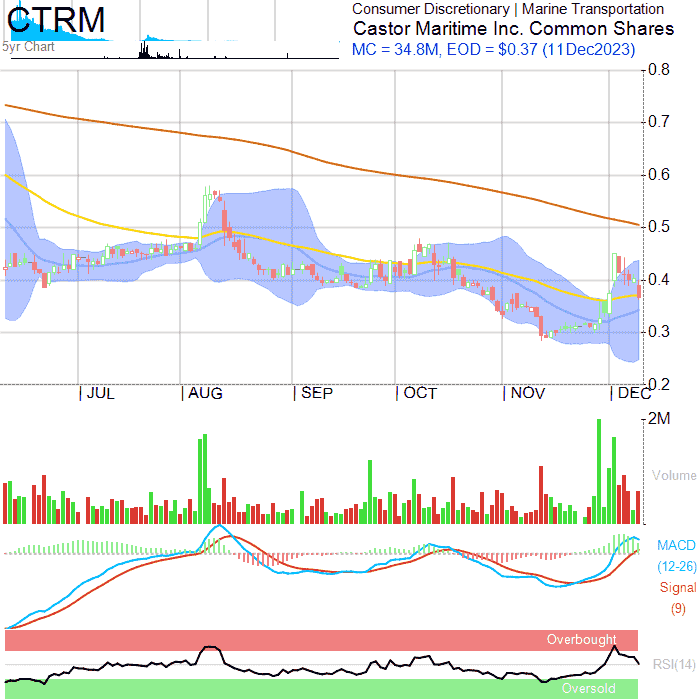 CTRM
5yr Chart
Consumer Discretionary | Marine Transportation
Castor Maritime Inc. Common Shares
MC = 34.8M, EOD = $0.37 (11Dec2023)
0.8
0.7
0.6
0.5
0.4
0.3
0.2
| JUL | AUG | SEP | OCT | NOV | DEC
2M
Volume
MACD
(12-26)
Signal
(9)
Overbought
RSI(14)
Oversold